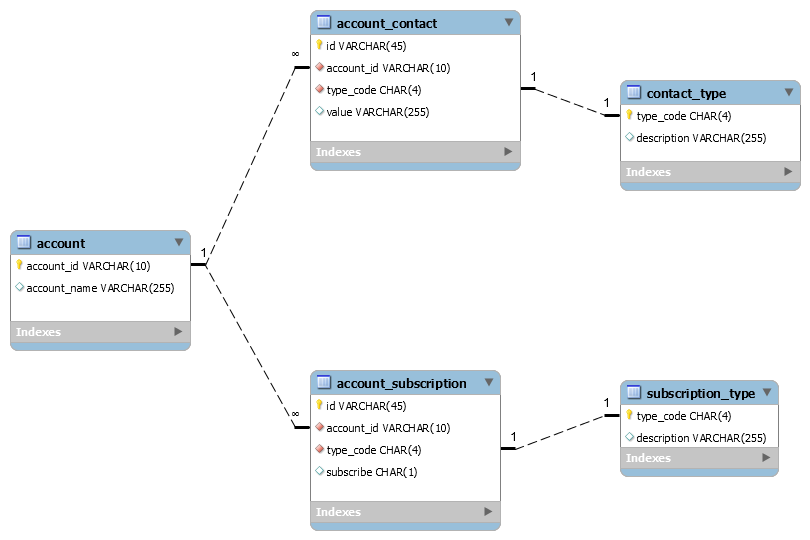 account_contact
id VARCHAR(45)
account_id VARCHAR(10)
type_code CHAR(4)
value VARCHAR(255)
Indexes
∞
1
1
contact_type
type_code CHAR(4)
description VARCHAR(255)
Indexes
account
account_id VARCHAR(10)
account_name VARCHAR(255)
Indexes
1
account_subscription
id VARCHAR(45)
account_id VARCHAR(10)
type_code CHAR(4)
subscribe CHAR(1)
Indexes
∞
1
1
subscription_type
type_code CHAR(4)
description VARCHAR(255)
Indexes